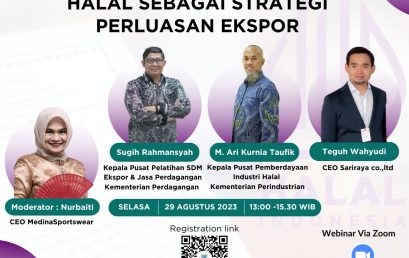 HALAL SEBAGAI STRATEGI
PERLUASAN EKSPOR
Sugih Rahmansyah
Kepala Pusat Pelatihan SDM
Ekspor & Jasa Perdagangan
Kementerian Perdagangan
M. Ari Kurnia Taufik
Kepala Pusat Pemberdayaan
Industri Halal
Kementerian Perindustrian
Teguh Wahyudi
CEO Sariraya co.,ltd
Moderator : Nurbaiti
CEO MedinaSportswear
SELASA
29 AGUSTUS 2023
13:00 -15.30 WIB
Registration link
Webinar Via Zoom
HALAL
INDONESIA